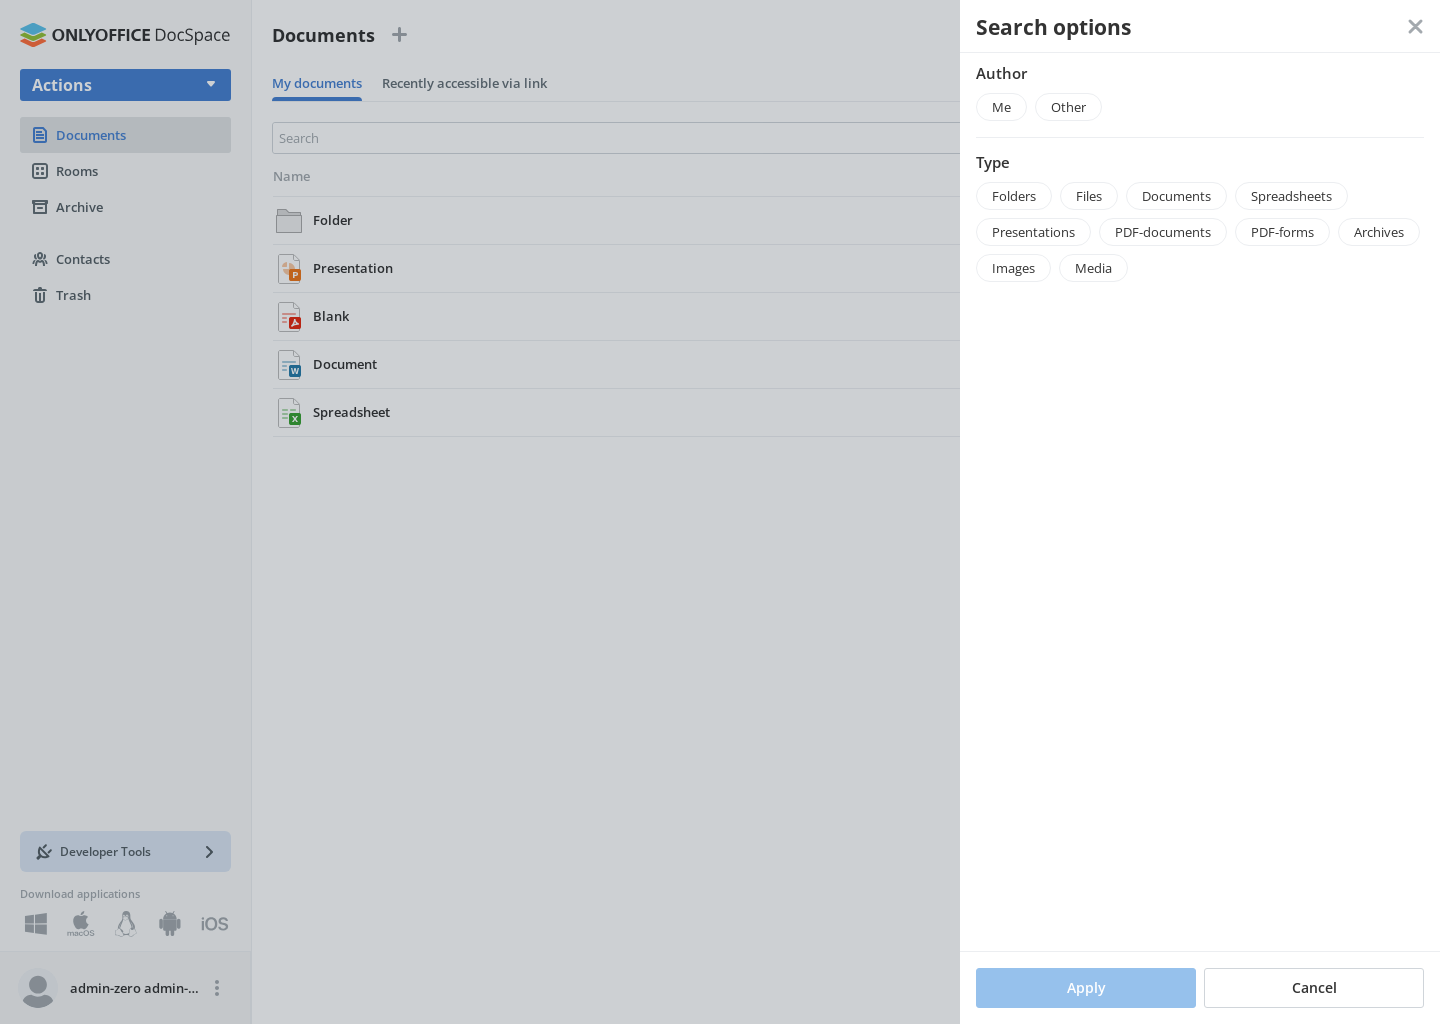 ONLYOFFICE DocSpace
Actions
Documents
Rooms
Archive
Contacts
Trash
Developer Tools
Download applications
macOS
iOS
admin-zero admin-...
Documents
My documents
Recently accessible via link
Search
Name
Folder
P
Presentation
Blank
W
Document
X
Spreadsheet
Search options
Author
Me
Other
Type
Folders
Files
Documents
Spreadsheets
Presentations
PDF-documents
PDF-forms
Archives
Images
Media
Apply
Cancel